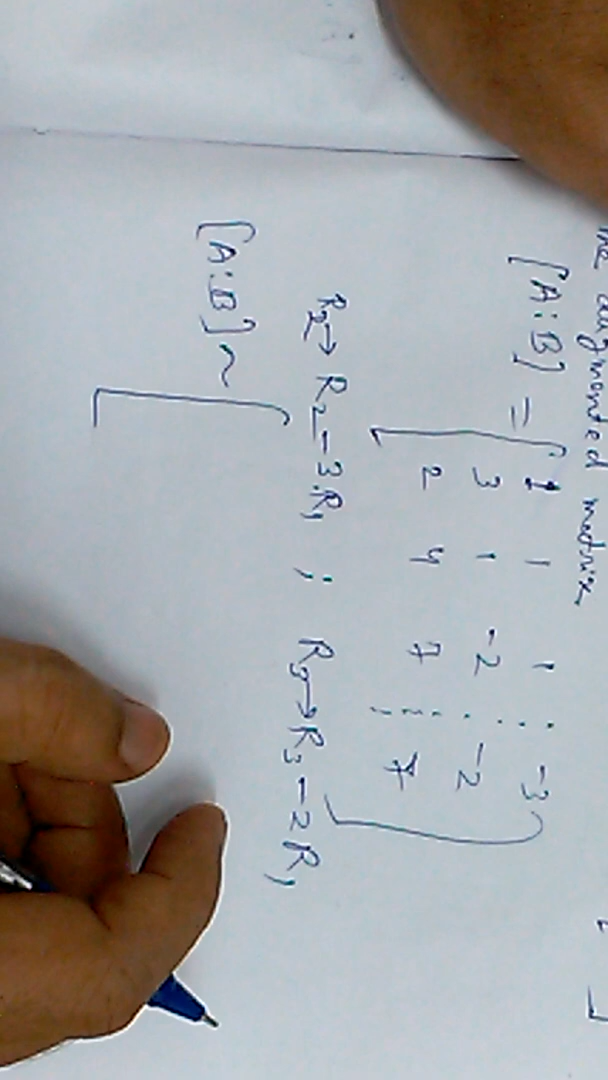 augmented matrix
[A:B] = [1 1 1 : -3
3 1 -2 : -2
2 4 7 : 7]
R2→ R2 - 3R1 ; R3→R3 - 2R1
[A:B] ~ [